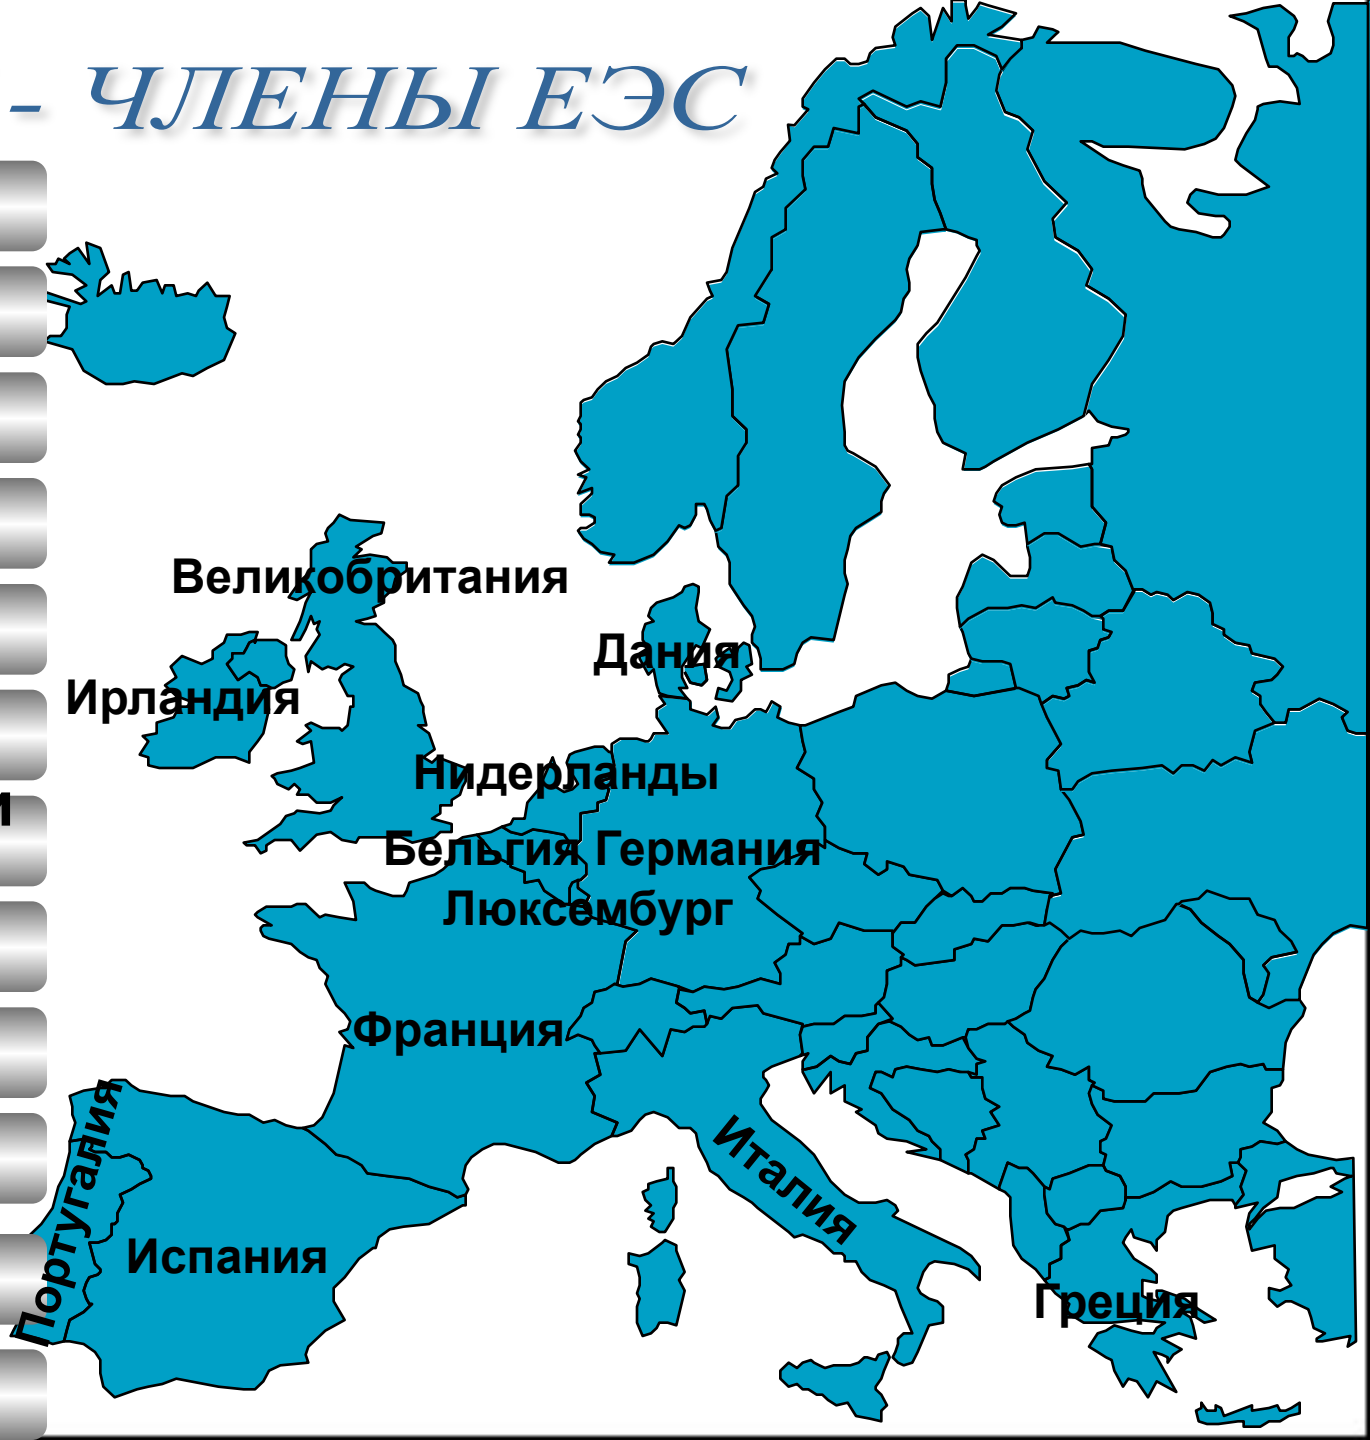 - ЧЛЕНЫ ЕЭС
Великобритания
Дания
Ирландия
Нидерланды
Бельгия Германия
Люксембург
Франция
Португалия
Италия
Испания
Греция